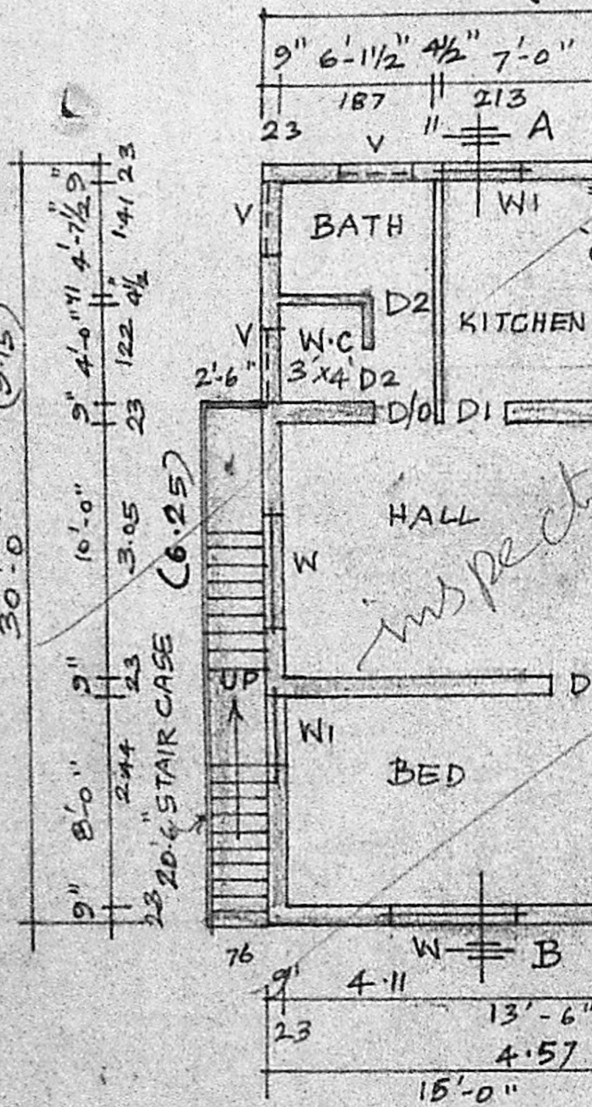 9" 6'-1½" 4½" 7'-0"
23 187 11 213
V A
W1
V BATH
D2
KITCHEN
V W.C
3'x4' D2
2'-6"
D/O D1
HALL
W
inspect
UP
D
W1
BED
W B
76
9" 4.11
23 13'-6"
4.57
15'-0"
30'-0"
9" 8'-0" 9" 10'-0" 9" 4'-0" 4'-7½" 9"
23 244 23 3.05 23 122 4½ 1.41 23
20'-6" STAIR CASE (6.25)